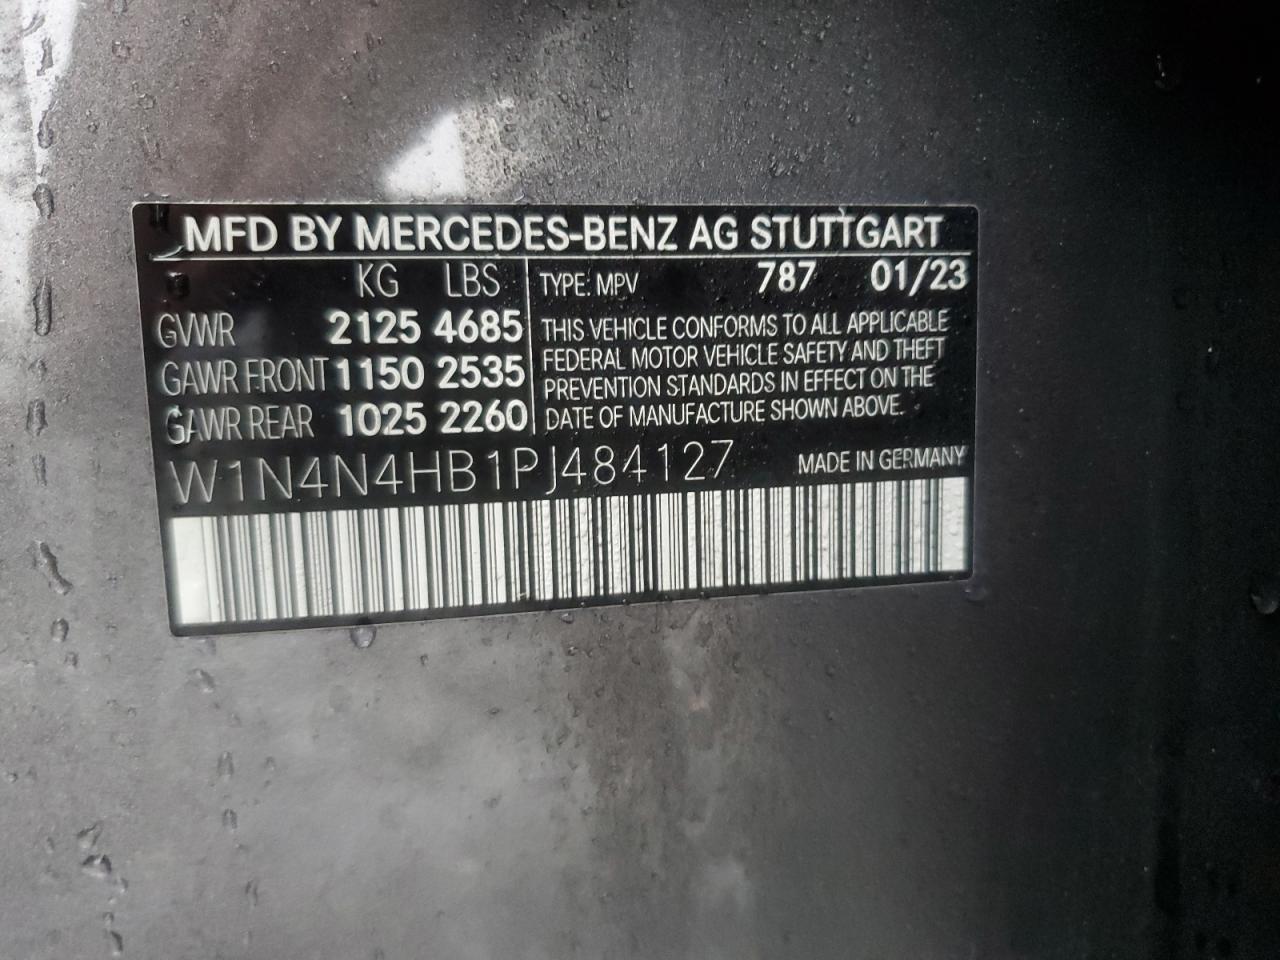 MFD BY MERCEDES-BENZ AG STUTTGART
KG LBS
GVWR 2125 4685
GAWR FRONT 1150 2535
GAWR REAR 1025 2260
TYPE: MPV 787 01/23
THIS VEHICLE CONFORMS TO ALL APPLICABLE
FEDERAL MOTOR VEHICLE SAFETY AND THEFT
PREVENTION STANDARDS IN EFFECT ON THE
DATE OF MANUFACTURE SHOWN ABOVE.
W1N4N4HB1PJ484127 MADE IN GERMANY